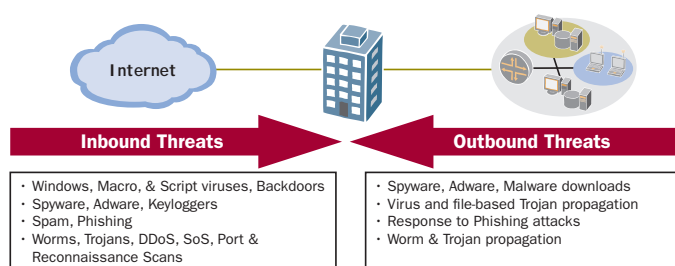 Internet
Inbound Threats
Outbound Threats
· Windows, Macro, & Script viruses, Backdoors
· Spyware, Adware, Keyloggers
· Spam, Phishing
· Worms, Trojans, DDoS, SoS, Port &
Reconnaissance Scans
· Spyware, Adware, Malware downloads
· Virus and file-based Trojan propagation
· Response to Phishing attacks
· Worm & Trojan propagation